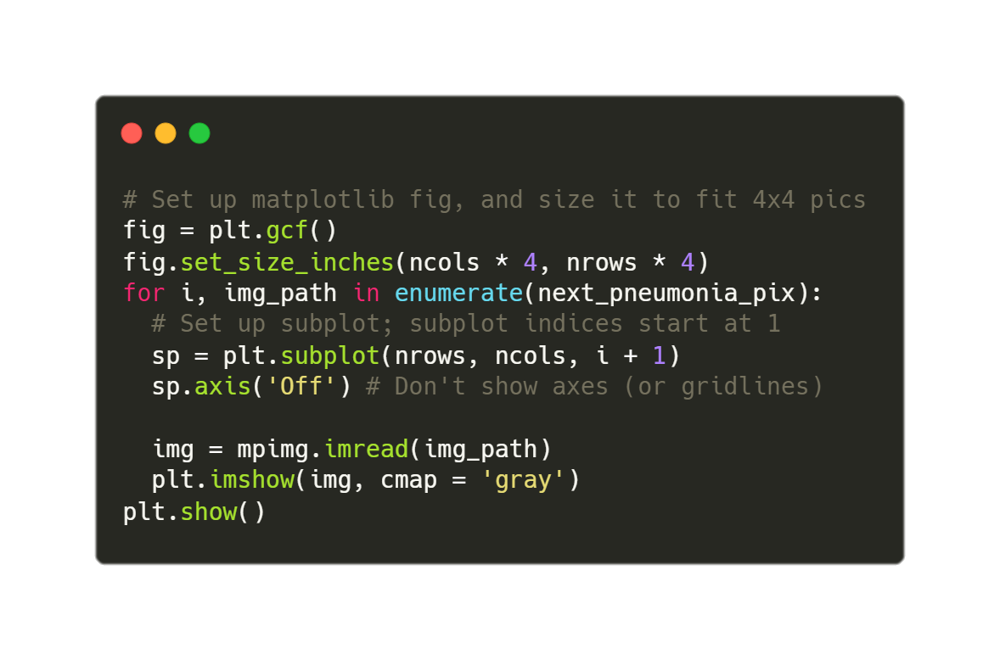 # Set up matplotlib fig, and size it to fit 4x4 pics
fig = plt.gcf()
fig.set_size_inches(ncols * 4, nrows * 4)
for i, img_path in enumerate(next_pneumonia_pix):
  # Set up subplot; subplot indices start at 1
  sp = plt.subplot(nrows, ncols, i + 1)
  sp.axis('Off') # Don't show axes (or gridlines)

  img = mpimg.imread(img_path)
  plt.imshow(img, cmap = 'gray')
plt.show()